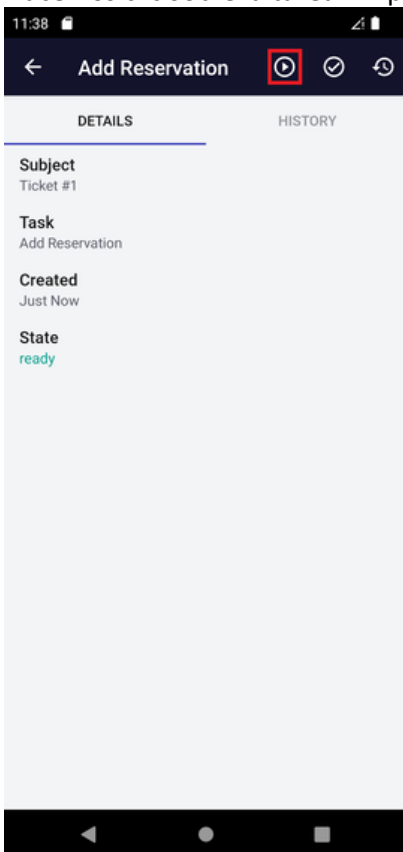 11:38
Add Reservation
DETAILS HISTORY
Subject
Ticket #1
Task
Add Reservation
Created
Just Now
State
ready